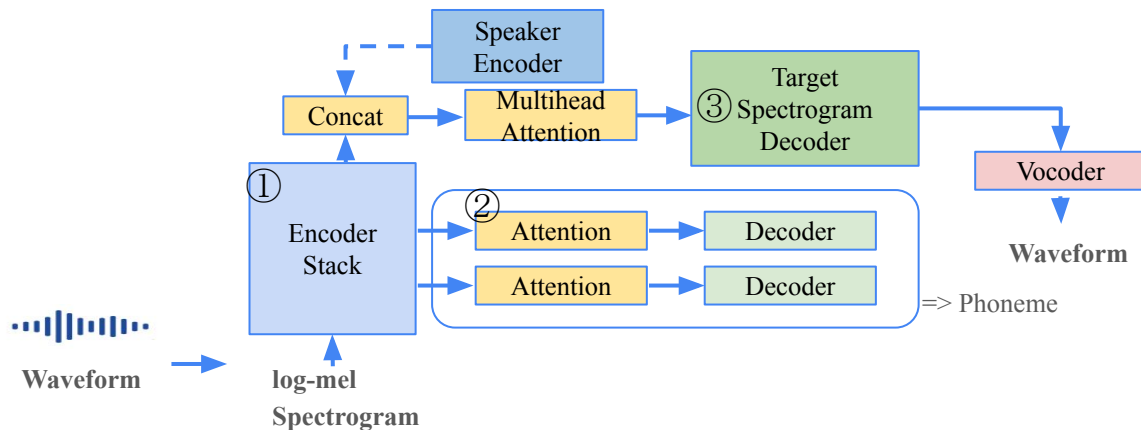 Speaker
Encoder
Concat
Multihead
Attention
③
Target
Spectrogram
Decoder
Vocoder
Waveform
①
Encoder
Stack
②
Attention
Decoder
Attention
Decoder
=> Phoneme
Waveform
log-mel
Spectrogram